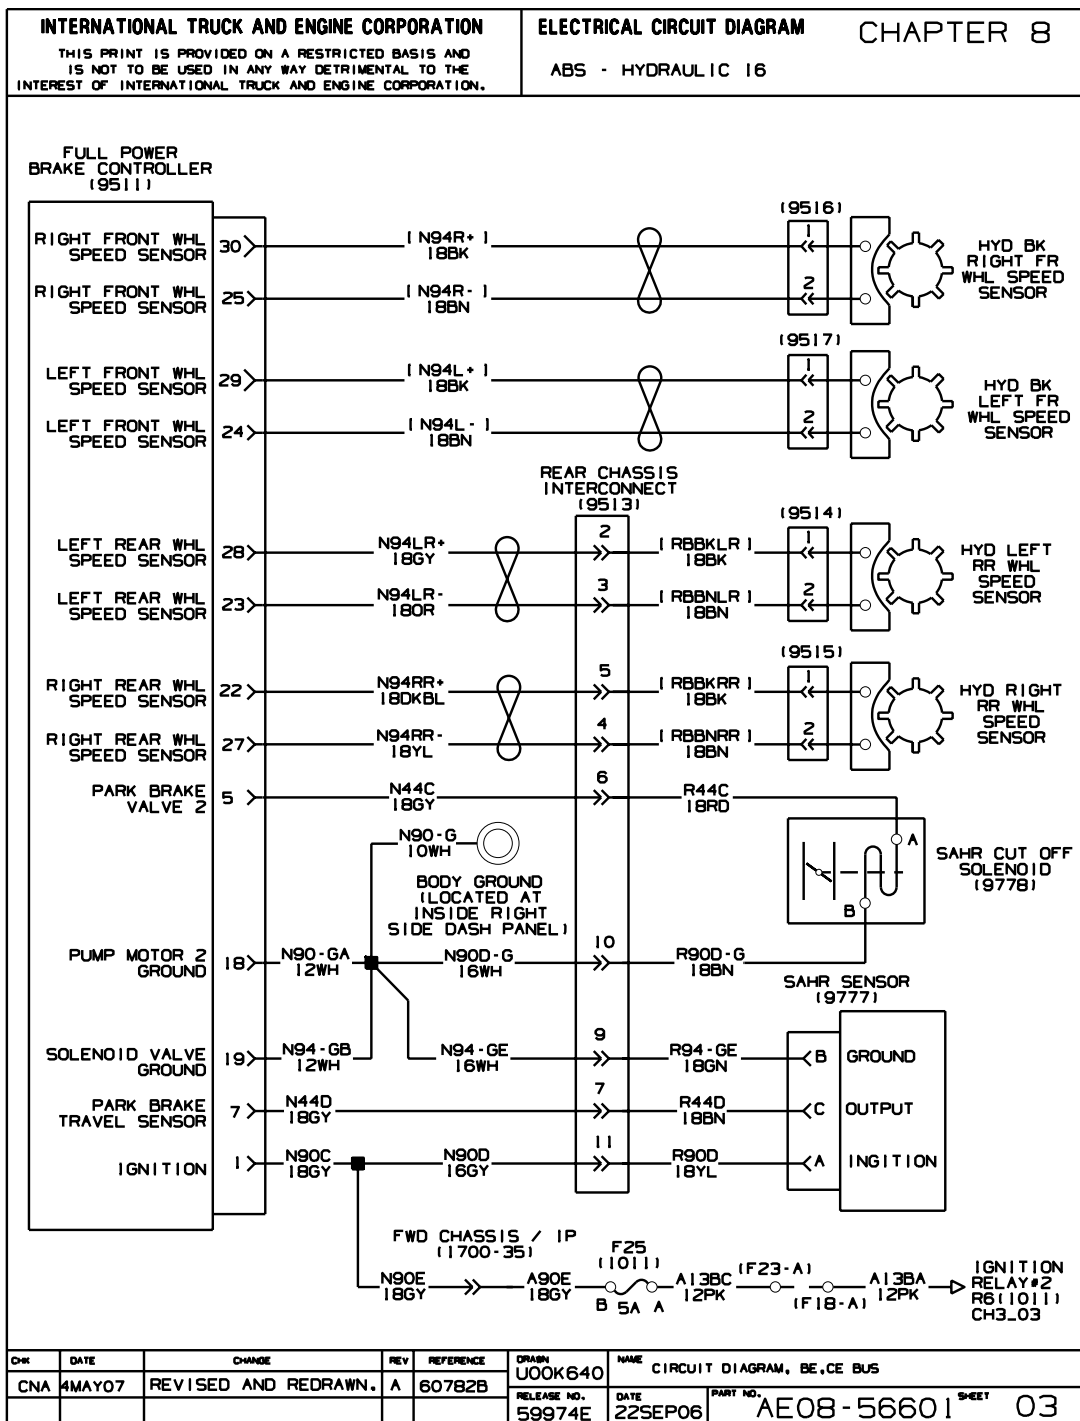 INTERNATIONAL TRUCK AND ENGINE CORPORATION
THIS PRINT IS PROVIDED ON A RESTRICTED BASIS AND
IS NOT TO BE USED IN ANY WAY DETRIMENTAL TO THE
INTEREST OF INTERNATIONAL TRUCK AND ENGINE CORPORATION.
ELECTRICAL CIRCUIT DIAGRAM
CHAPTER 8
ABS - HYDRAULIC 16
FULL POWER
BRAKE CONTROLLER
(9511)
RIGHT FRONT WHL
SPEED SENSOR
30
[N94R+]
18BK
(9516)
1
HYD BK
RIGHT FR
WHL SPEED
SENSOR
RIGHT FRONT WHL
SPEED SENSOR
25
[N94R-]
18BN
2
LEFT FRONT WHL
SPEED SENSOR
29
[N94L+]
18BK
(9517)
1
HYD BK
LEFT FR
WHL SPEED
SENSOR
LEFT FRONT WHL
SPEED SENSOR
24
[N94L-]
18BN
2
REAR CHASSIS
INTERCONNECT
(9513)
LEFT REAR WHL
SPEED SENSOR
28
N94LR+
18GY
2
[RBBKLR]
18BK
(9514)
1
HYD LEFT
RR WHL
SPEED
SENSOR
LEFT REAR WHL
SPEED SENSOR
23
N94LR-
18OR
3
[RBBNLR]
18BN
2
RIGHT REAR WHL
SPEED SENSOR
22
N94RR+
18DKBL
5
[RBBKRR]
18BK
(9515)
1
HYD RIGHT
RR WHL
SPEED
SENSOR
RIGHT REAR WHL
SPEED SENSOR
27
N94RR-
18YL
4
[RBBNRR]
18BN
2
PARK BRAKE
VALVE 2
5
N44C
18GY
6
R44C
18RD
A
B
SAHR CUT OFF
SOLENOID
(9778)
N90-G
10WH
BODY GROUND
(LOCATED AT
INSIDE RIGHT
SIDE DASH PANEL)
PUMP MOTOR 2
GROUND
18
N90-GA
12WH
N90D-G
16WH
10
R90D-G
18BN
SAHR SENSOR
(9777)
SOLENOID VALVE
GROUND
19
N94-GB
12WH
N94-GE
16WH
9
R94-GE
18GN
B GROUND
PARK BRAKE
TRAVEL SENSOR
7
N44D
18GY
7
R44D
18BN
C OUTPUT
IGNITION
1
N90C
18GY
N90D
16GY
11
R90D
18YL
A INGITION
FWD CHASSIS / IP
(1700-35)
N90E
18GY
A90E
18GY
F25
(1011)
B 5A A
A13BC
12PK
(F23-A)
(F18-A)
A13BA
12PK
IGNITION
RELAY#2
R6(1011)
CH3_03
CHK DATE CHANGE REV REFERENCE
CNA 4MAY07 REVISED AND REDRAWN. A 60782B
DRAWN
U00K640
NAME
CIRCUIT DIAGRAM, BE,CE BUS
RELEASE NO.
59974E
DATE
22SEP06
PART NO.
AE08-56601
SHEET
03